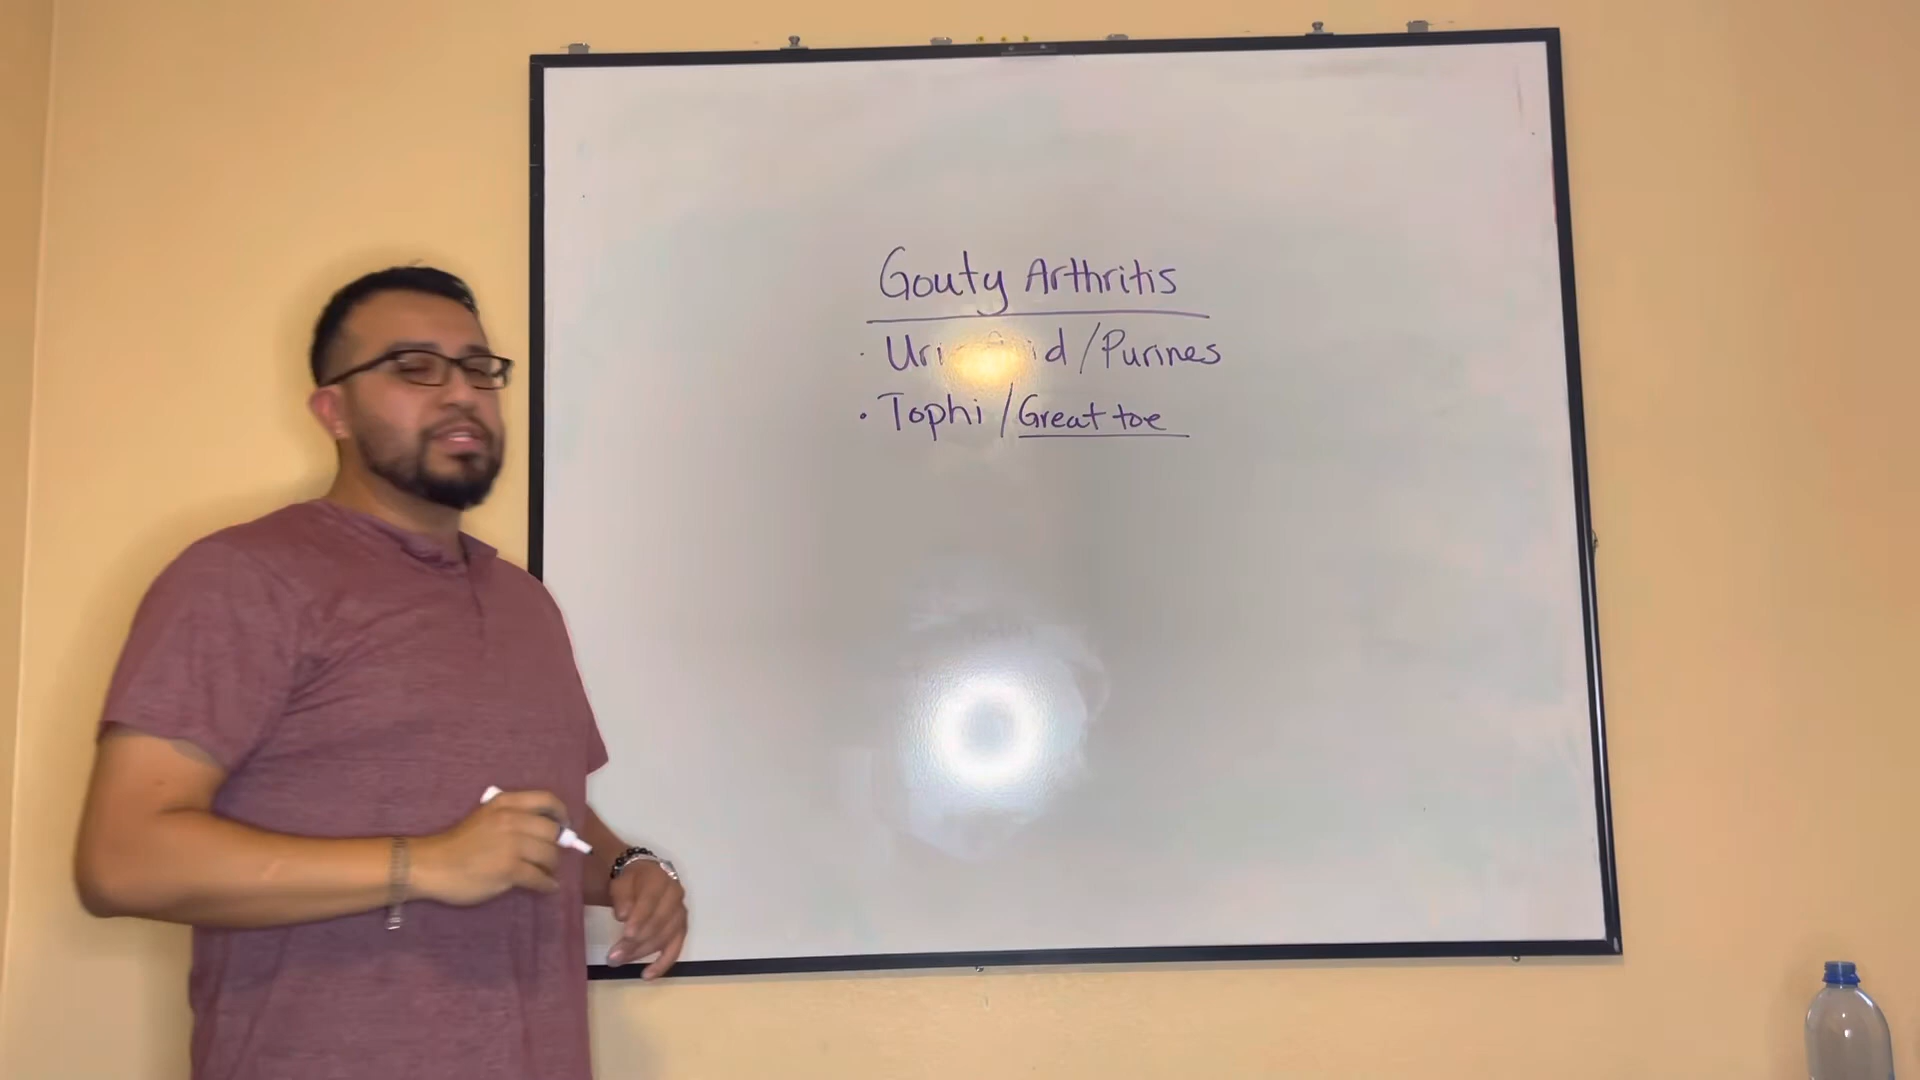 Gouty Arthritis
· / Purines
· Tophi / Great toe